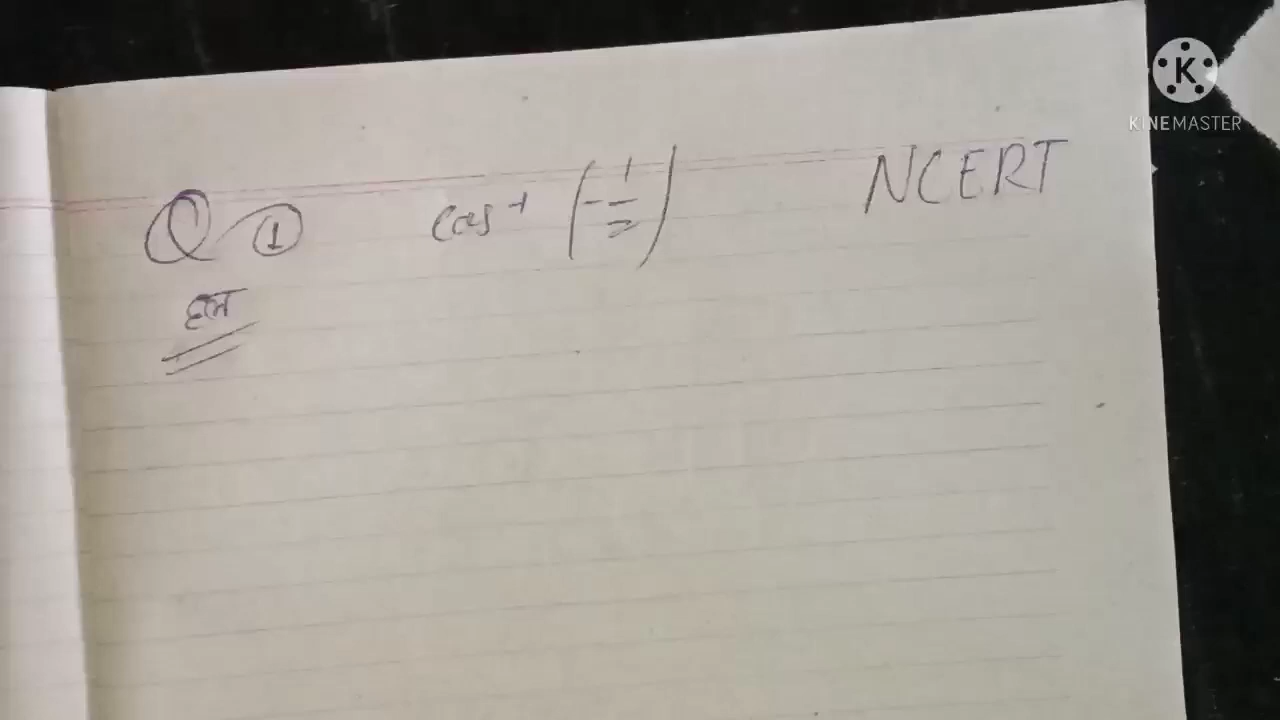 Q ① cos⁻¹ (-1/2) NCERT
हल
KINEMASTER